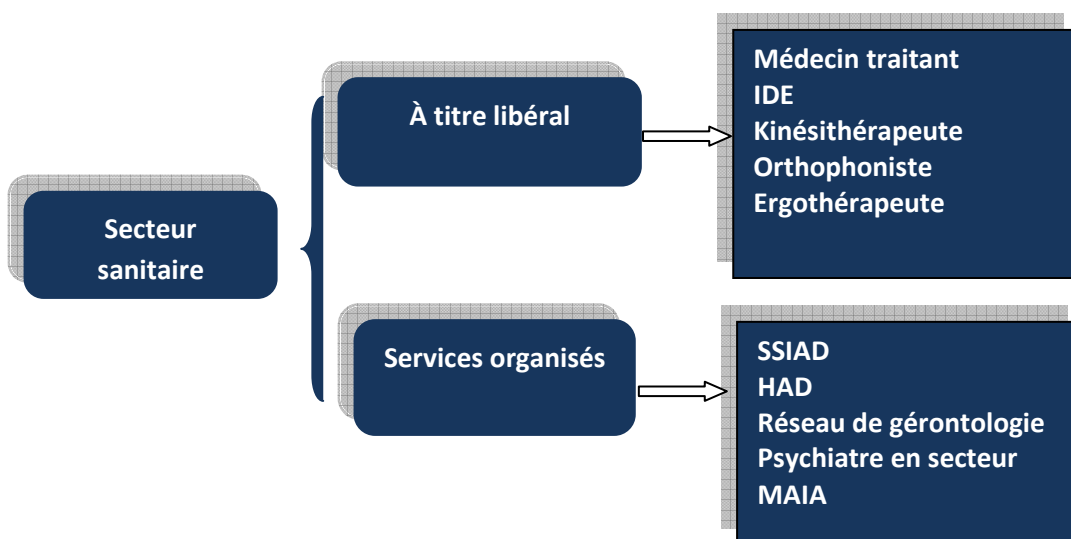 Secteur
sanitaire
À titre libéral
Médecin traitant
IDE
Kinésithérapeute
Orthophoniste
Ergothérapeute
Services organisés
SSIAD
HAD
Réseau de gérontologie
Psychiatre en secteur
MAIA